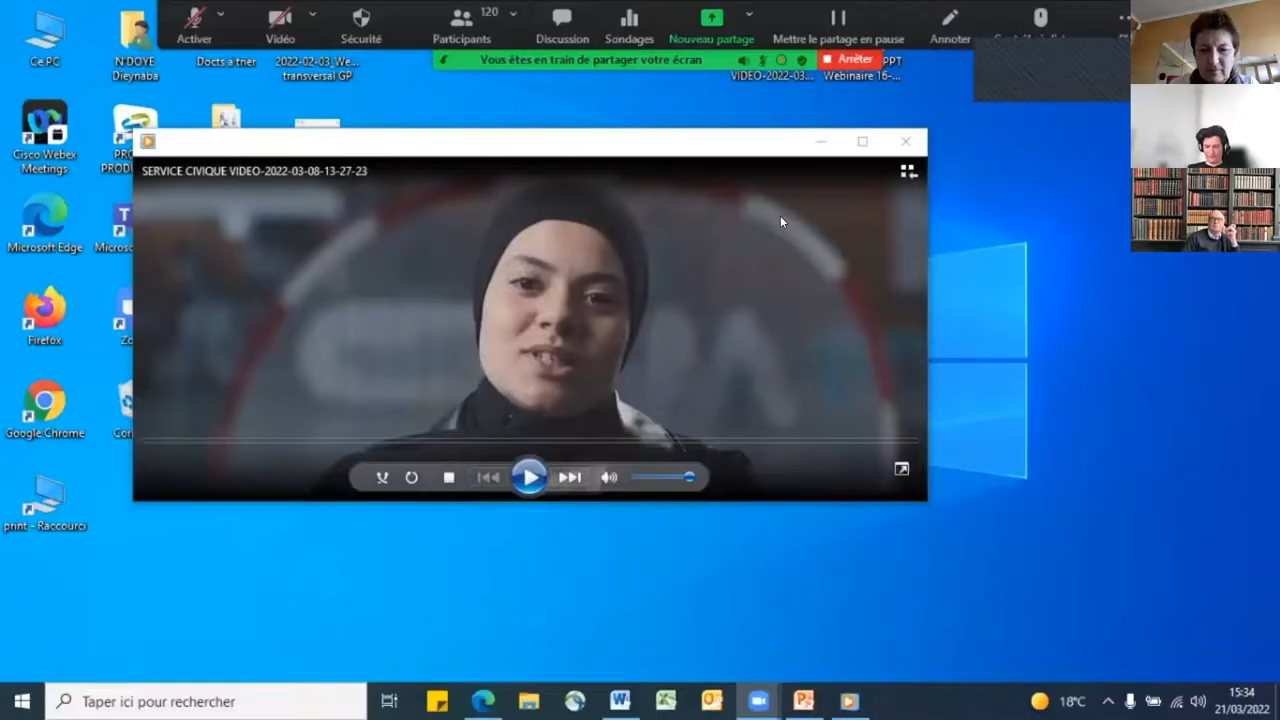 120
Activer
Vidéo
Sécurité
Participants
Discussion
Sondages
Nouveau partage
Mettre le partage en pause
Annoter
Vous êtes en train de partager votre écran
Arrêter
PPT
Ce PC
N'DOYE
Dieynaba
2022-02-03_We...
transversal GP
VIDEO-2022-03...
Webinaire 16-...
Cisco Webex
Meetings
SERVICE CIVIQUE VIDEO-2022-03-08-13-27-23
Microsoft Edge
Firefox
Google Chrome
print - Raccourci
Taper ici pour rechercher
18°C
15:34
21/03/2022